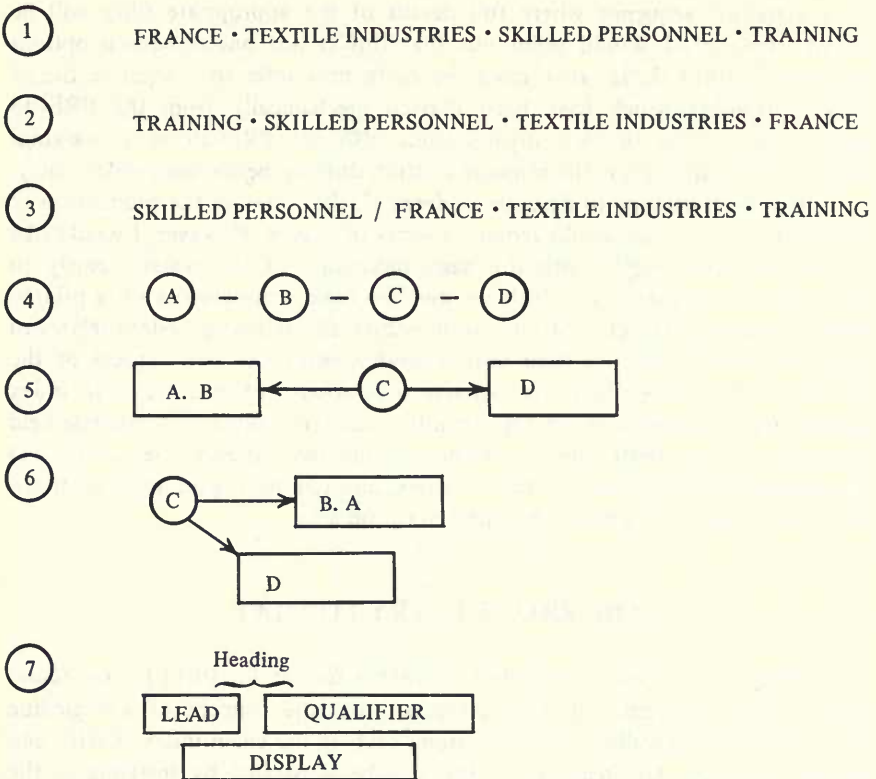 1 FRANCE · TEXTILE INDUSTRIES · SKILLED PERSONNEL · TRAINING
2 TRAINING · SKILLED PERSONNEL · TEXTILE INDUSTRIES · FRANCE
3 SKILLED PERSONNEL / FRANCE · TEXTILE INDUSTRIES · TRAINING
4 A – B – C – D
5 A. B C D
6 C B. A
D
7 Heading
LEAD QUALIFIER
DISPLAY